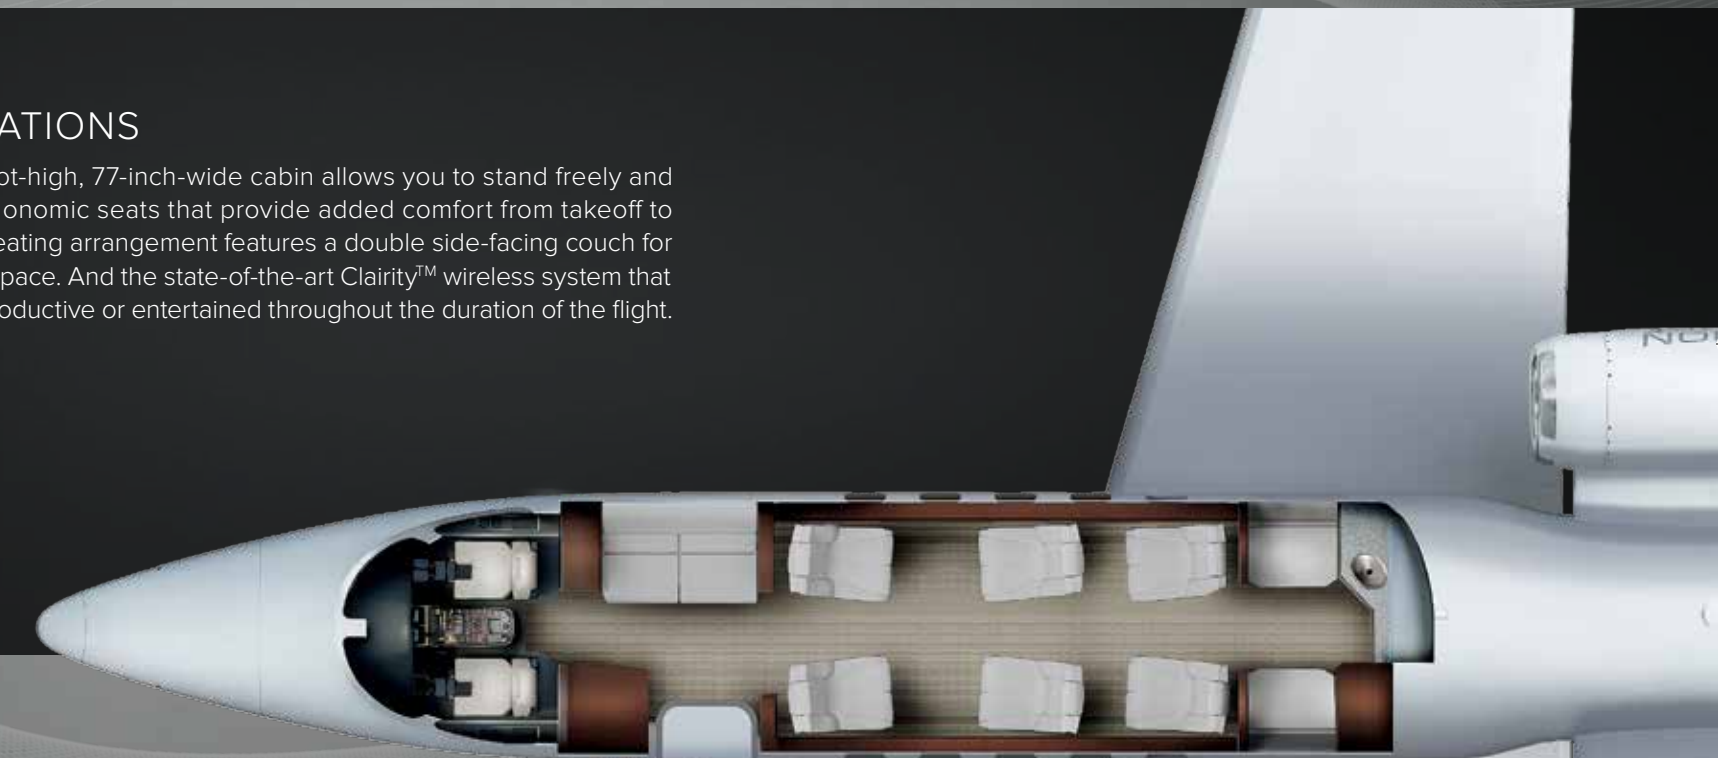 ATIONS
ot-high, 77-inch-wide cabin allows you to stand freely and
onomic seats that provide added comfort from takeoff to
eating arrangement features a double side-facing couch for
pace. And the state-of-the-art Clairity™ wireless system that
oductive or entertained throughout the duration of the flight.